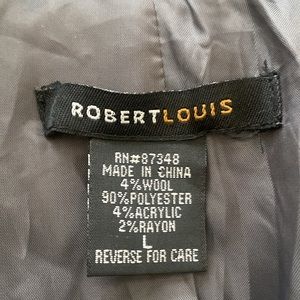 ROBERTLOUIS
RN#87348
MADE IN CHINA
4%WOOL
90%POLYESTER
4%ACRYLIC
2%RAYON
L
REVERSE FOR CARE